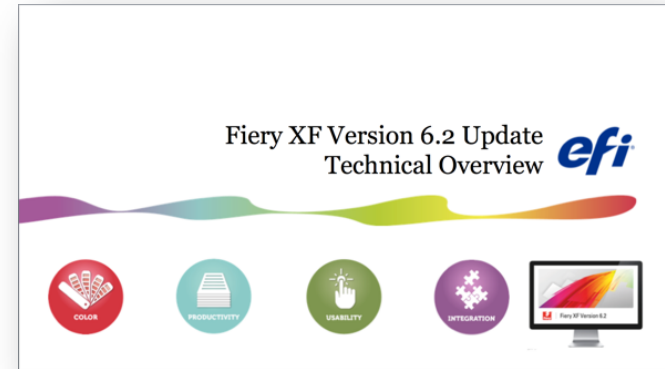 Fiery XF Version 6.2 Update
Technical Overview
efi
COLOR
PRODUCTIVITY
USABILITY
INTEGRATION
Fiery XF Version 6.2